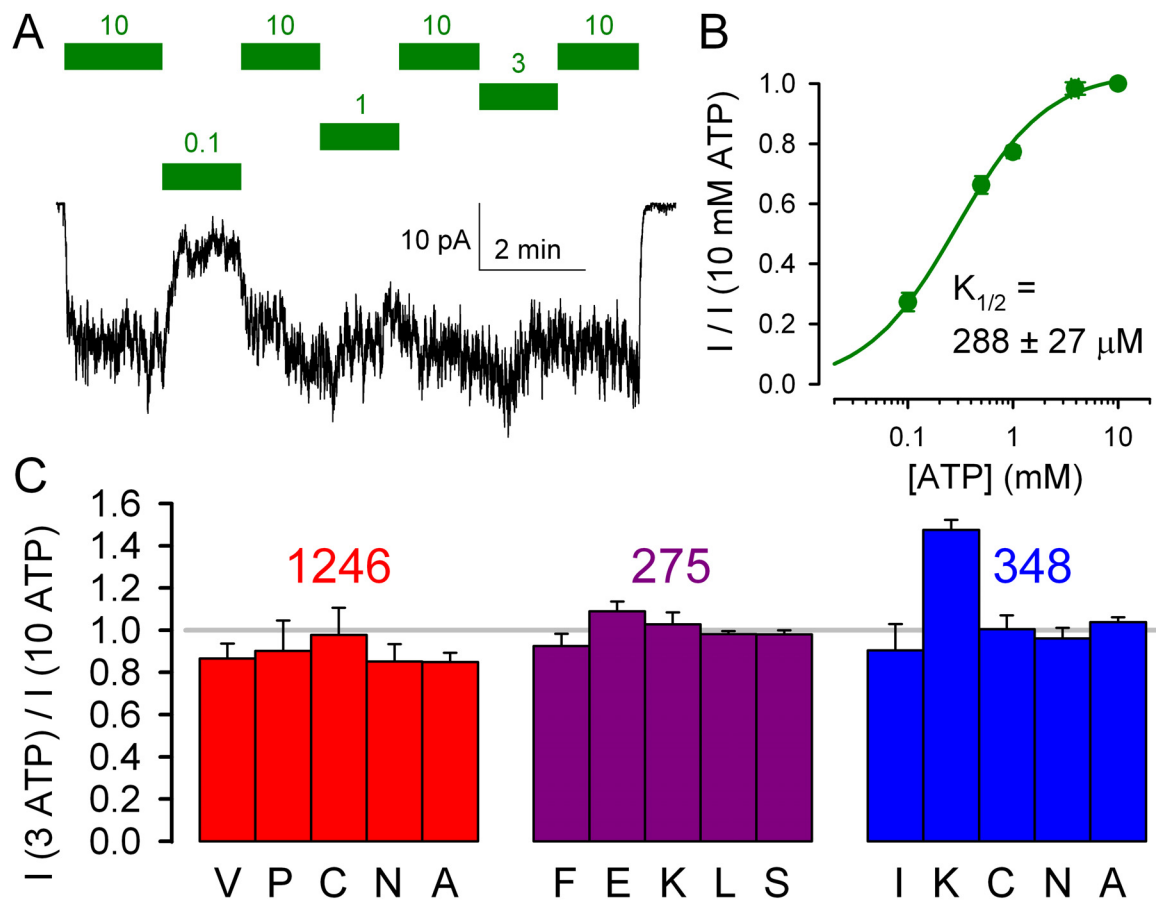 A
10 10 10 10
3
1
0.1
10 pA
2 min
B
I / I (10 mM ATP)
1.0
0.8
0.6
0.4
0.2
0.0
K1/2 =
288 ± 27 μM
0.1 1 10
[ATP] (mM)
C
I (3 ATP) / I (10 ATP)
1.6
1.4
1.2
1.0
0.8
0.6
0.4
0.2
0.0
1246 275 348
V P C N A F E K L S I K C N A